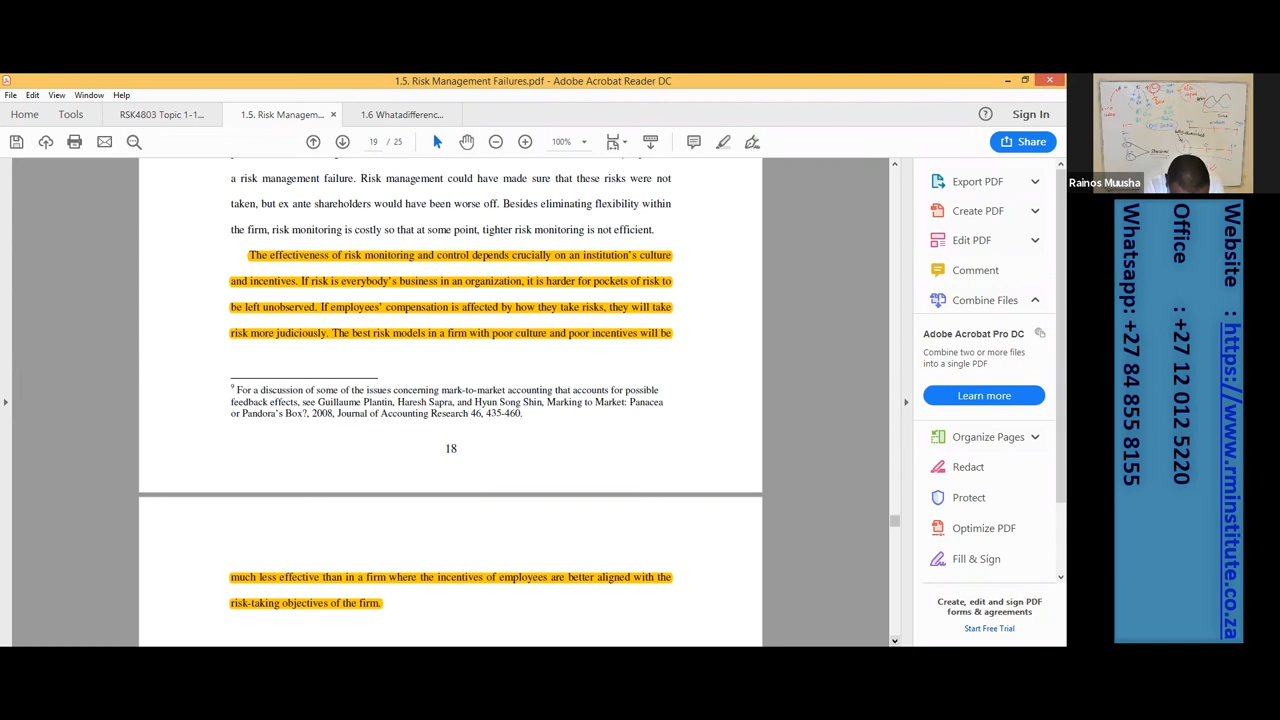 1.5. Risk Management Failures.pdf - Adobe Acrobat Reader DC
File Edit View Window Help
Home Tools RSK4803 Topic 1-1... 1.5. Risk Managem... × 1.6 Whatadifferenc... Sign In
19 / 25 100% Share
a risk management failure. Risk management could have made sure that these risks were not
taken, but ex ante shareholders would have been worse off. Besides eliminating flexibility within
the firm, risk monitoring is costly so that at some point, tighter risk monitoring is not efficient.
The effectiveness of risk monitoring and control depends crucially on an institution's culture
and incentives. If risk is everybody's business in an organization, it is harder for pockets of risk to
be left unobserved. If employees' compensation is affected by how they take risks, they will take
risk more judiciously. The best risk models in a firm with poor culture and poor incentives will be
9 For a discussion of some of the issues concerning mark-to-market accounting that accounts for possible
feedback effects, see Guillaume Plantin, Haresh Sapra, and Hyun Song Shin, Marking to Market: Panacea
or Pandora's Box?, 2008, Journal of Accounting Research 46, 435-460.
18
much less effective than in a firm where the incentives of employees are better aligned with the
risk-taking objectives of the firm.
Export PDF
Create PDF
Edit PDF
Comment
Combine Files
Adobe Acrobat Pro DC
Combine two or more files
into a single PDF
Learn more
Organize Pages
Redact
Protect
Optimize PDF
Fill & Sign
Create, edit and sign PDF
forms & agreements
Start Free Trial
Rainos Muusha
Website : https://www.rminstitute.co.za
Office : +27 12 012 5220
Whatsapp: +27 84 855 8155